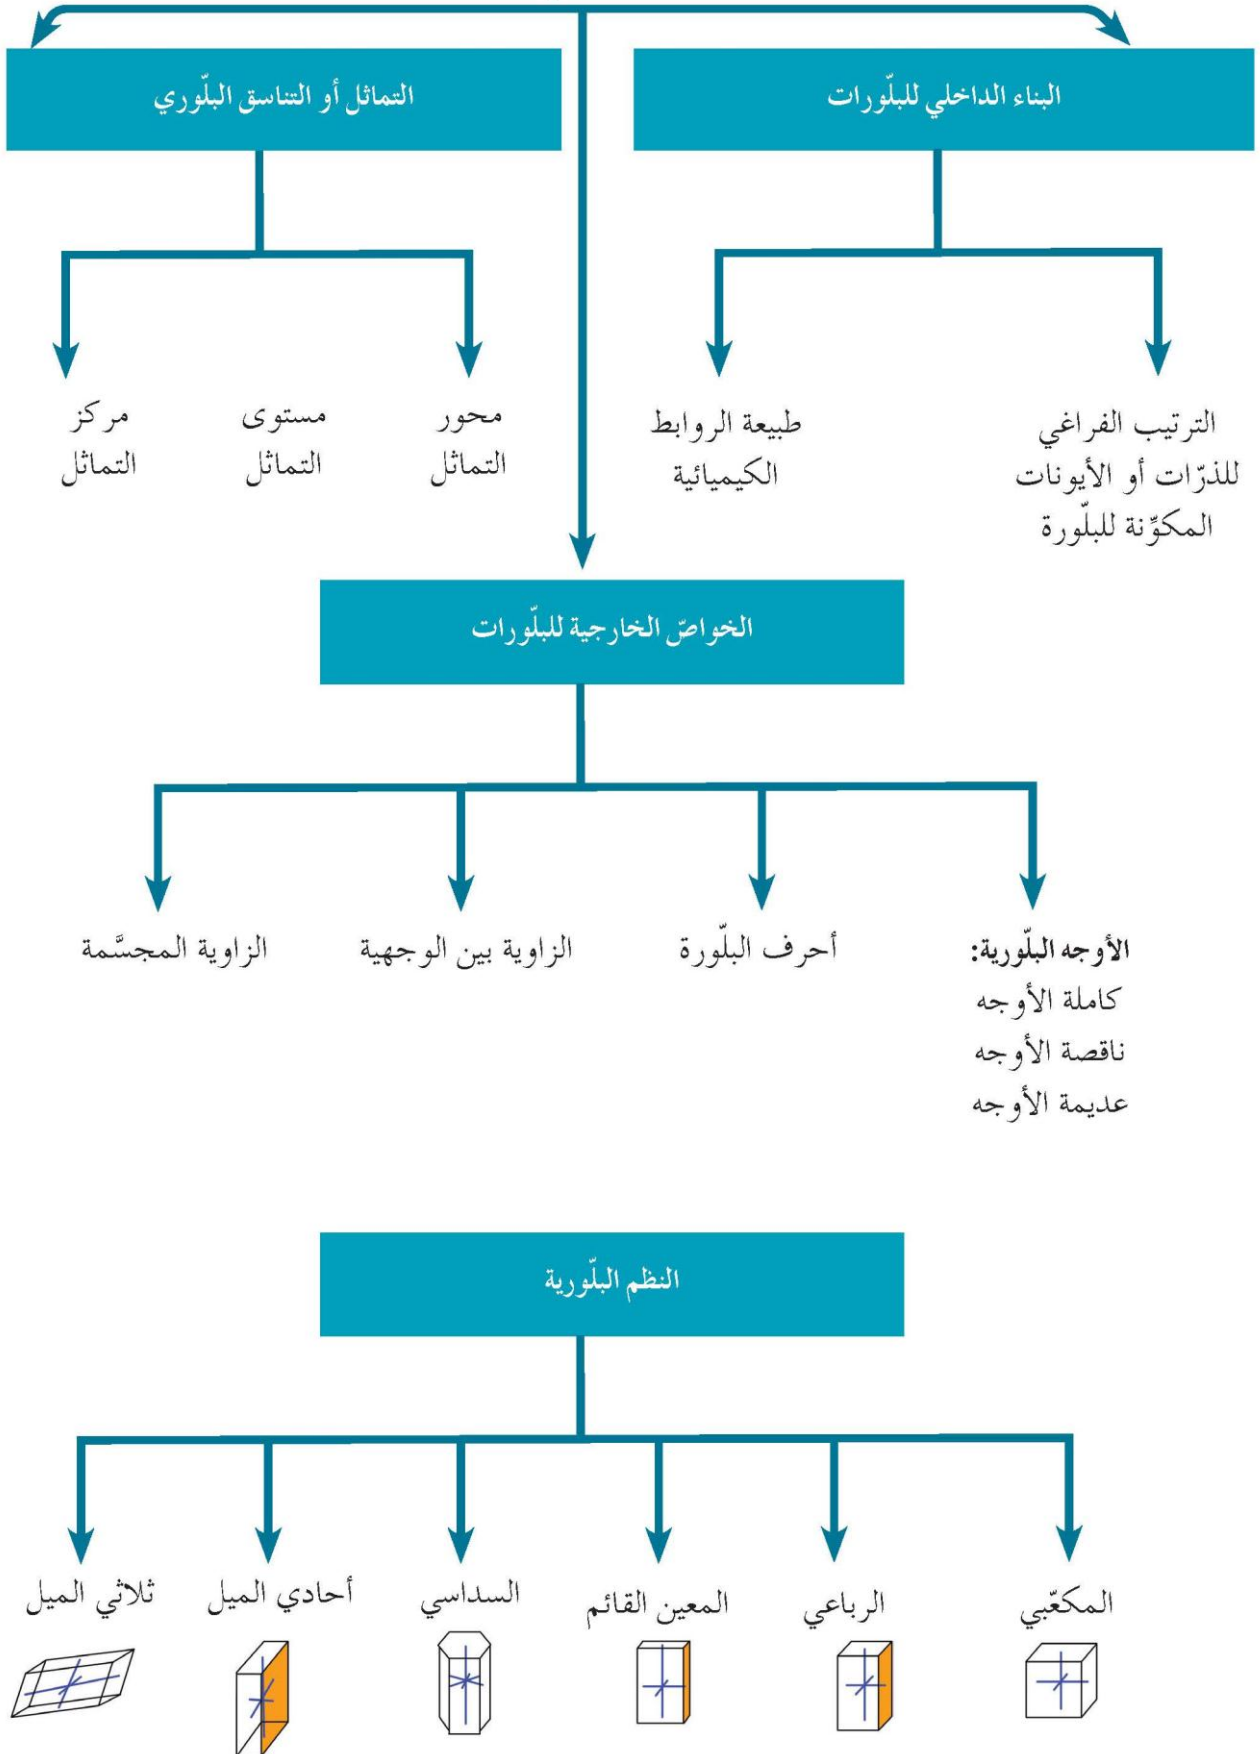 البناء الداخلي للبلّورات
التماثل أو التناسق البلّوري
الترتيب الفراغي
للذرّات أو الأيونات
المكوِّنة للبلّورة
طبيعة الروابط
الكيميائية
محور
التماثل
مستوى
التماثل
مركز
التماثل
الخواصّ الخارجية للبلّورات
الأوجه البلّورية:
كاملة الأوجه
ناقصة الأوجه
عديمة الأوجه
أحرف البلّورة
الزاوية بين الوجهية
الزاوية المجسَّمة
النظم البلّورية
المكعّبي
الرباعي
المعين القائم
السداسي
أحادي الميل
ثلاثي الميل